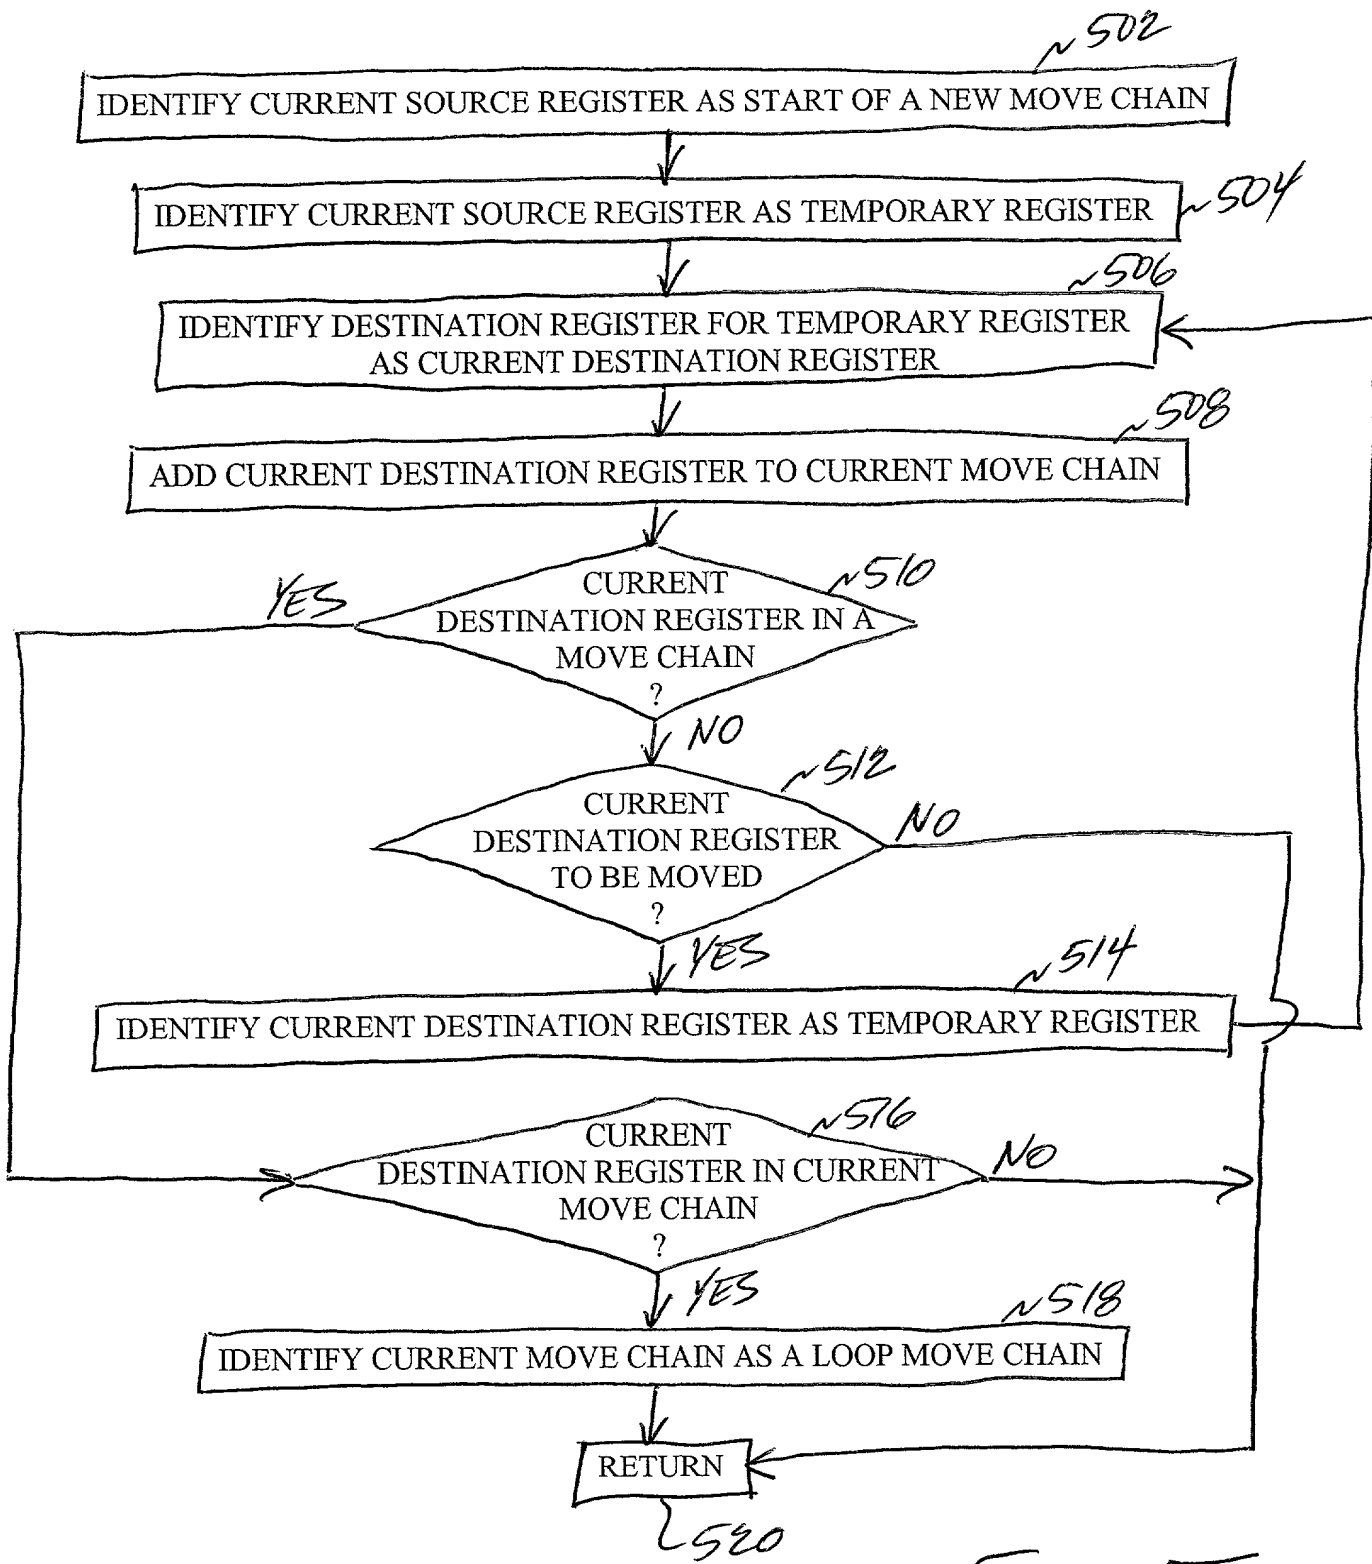 ~502
IDENTIFY CURRENT SOURCE REGISTER AS START OF A NEW MOVE CHAIN
IDENTIFY CURRENT SOURCE REGISTER AS TEMPORARY REGISTER
~504
~506
IDENTIFY DESTINATION REGISTER FOR TEMPORARY REGISTER
AS CURRENT DESTINATION REGISTER
~508
ADD CURRENT DESTINATION REGISTER TO CURRENT MOVE CHAIN
YES
~510
CURRENT
DESTINATION REGISTER IN A
MOVE CHAIN
?
NO
~512
CURRENT
DESTINATION REGISTER
TO BE MOVED
?
NO
YES
~514
IDENTIFY CURRENT DESTINATION REGISTER AS TEMPORARY REGISTER
~516
CURRENT
DESTINATION REGISTER IN CURRENT
MOVE CHAIN
?
NO
YES
~518
IDENTIFY CURRENT MOVE CHAIN AS A LOOP MOVE CHAIN
RETURN
520